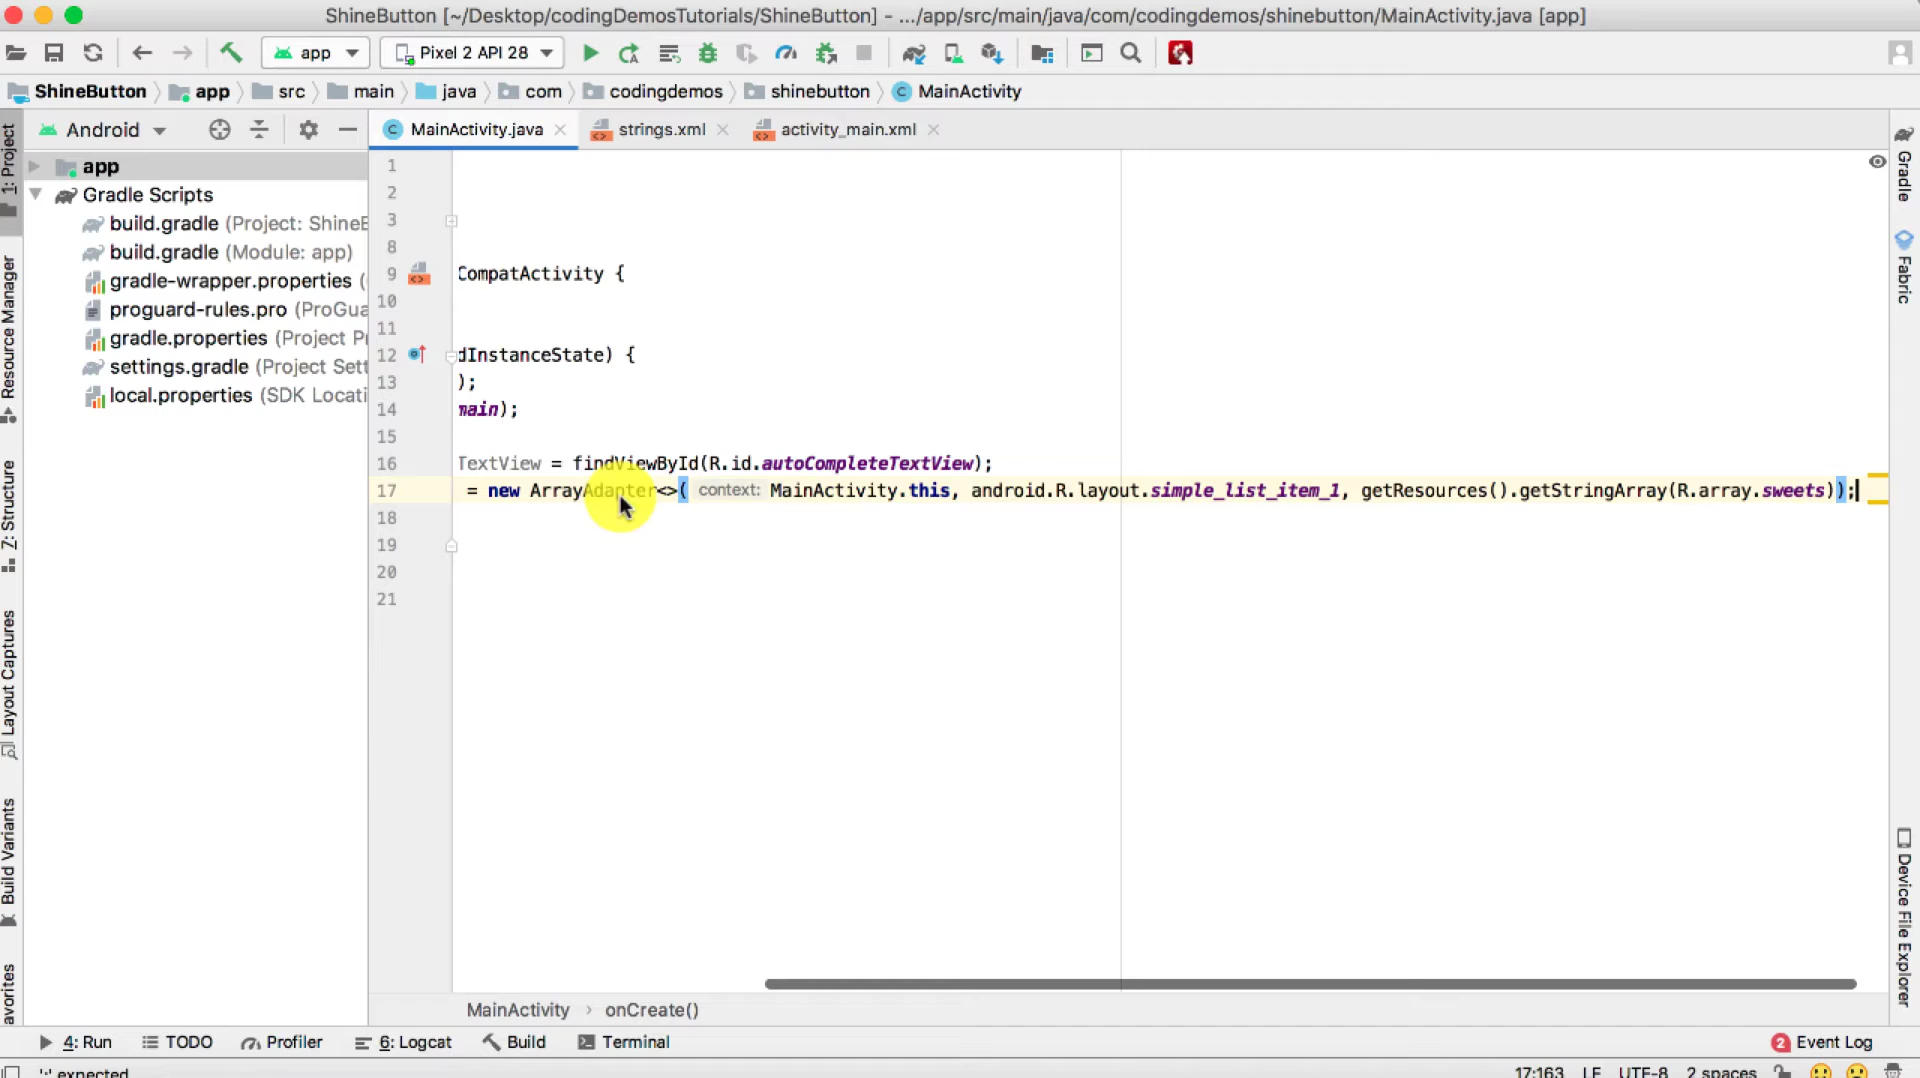 ShineButton [~/Desktop/codingDemosTutorials/ShineButton] - .../app/src/main/java/com/codingdemos/shinebutton/MainActivity.java [app]
app Pixel 2 API 28
ShineButton app src main java com codingdemos shinebutton MainActivity
Android
MainActivity.java strings.xml activity_main.xml
1: Project
Resource Manager
Z: Structure
Layout Captures
Build Variants
avorites
app
Gradle Scripts
build.gradle (Project: ShineB
build.gradle (Module: app)
gradle-wrapper.properties (
proguard-rules.pro (ProGua
gradle.properties (Project Pr
settings.gradle (Project Sett
local.properties (SDK Locati
1
2
3
8
9 CompatActivity {
10
11
12 dInstanceState) {
13 );
14 main);
15
16 TextView = findViewById(R.id.autoCompleteTextView);
17 = new ArrayAdapter<>( context: MainActivity.this, android.R.layout.simple_list_item_1, getResources().getStringArray(R.array.sweets));
18
19
20
21
Gradle
Fabric
Device File Explorer
MainActivity › onCreate()
4: Run TODO Profiler 6: Logcat Build Terminal 2 Event Log
';' expected 17:163 LF UTF-8 2 spaces